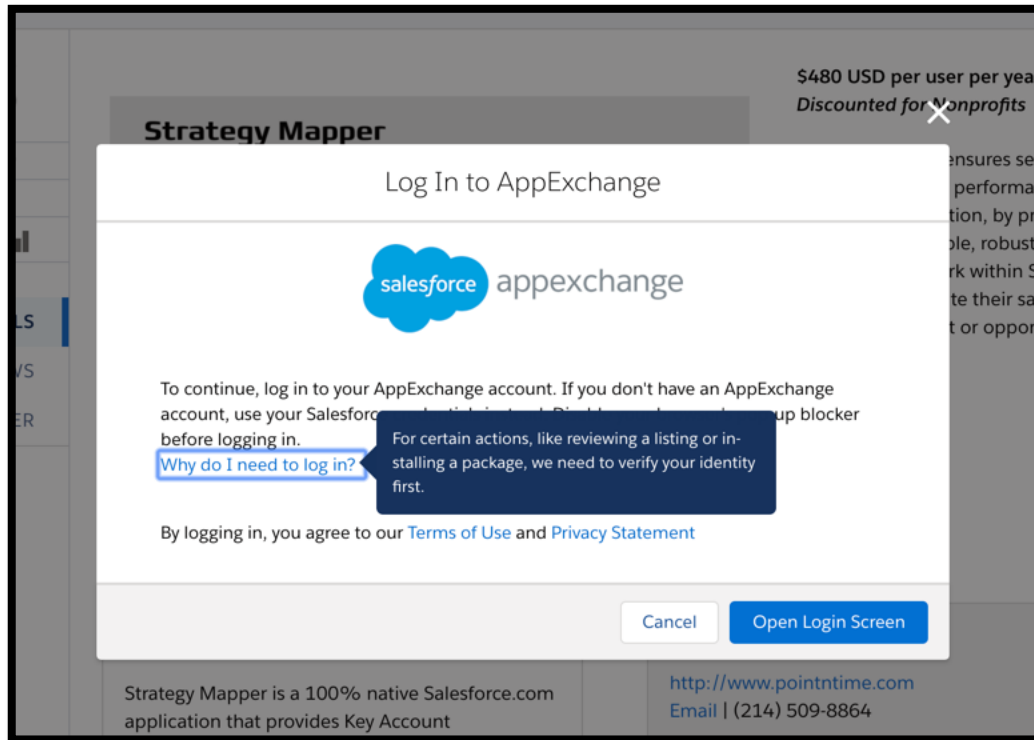 $480 USD per user per yea
Discounted for Nonprofits
Strategy Mapper
ensures se
performa
tion, by pr
ble, robust
rk within S
te their sa
t or oppor
LS
WS
ER
Log In to AppExchange
salesforce appexchange
To continue, log in to your AppExchange account. If you don't have an AppExchange
account, use your Salesforc up blocker
before logging in.
Why do I need to log in?
For certain actions, like reviewing a listing or in-
stalling a package, we need to verify your identity
first.
By logging in, you agree to our Terms of Use and Privacy Statement
Cancel
Open Login Screen
Strategy Mapper is a 100% native Salesforce.com
application that provides Key Account
http://www.pointntime.com
Email | (214) 509-8864